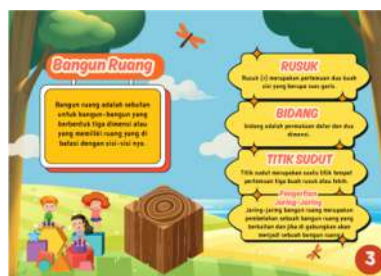 Bangun Ruang
Bangun ruang adalah sebutan
untuk bangun-bangun yang
berbentuk tiga dimensi atau
yang memiliki ruang yang di
batasi dengan sisi-sisi nya.
RUSUK
Rusuk (r) merupakan pertemuan dua buah
sisi yang berupa ruas garis.
BIDANG
bidang adalah permukaan datar dan dua
dimensi.
TITIK SUDUT
Titik sudut merupakan suatu titik tempat
pertemuan tiga buah rusuk atau lebih.
Pengertian
Jaring-Jaring
Jaring-jaring bangun ruang merupakan
pembelahan sebuah bangun ruang yang
berkaitan dan jika di gabungkan akan
menjadi sebuah bangun ruang
3